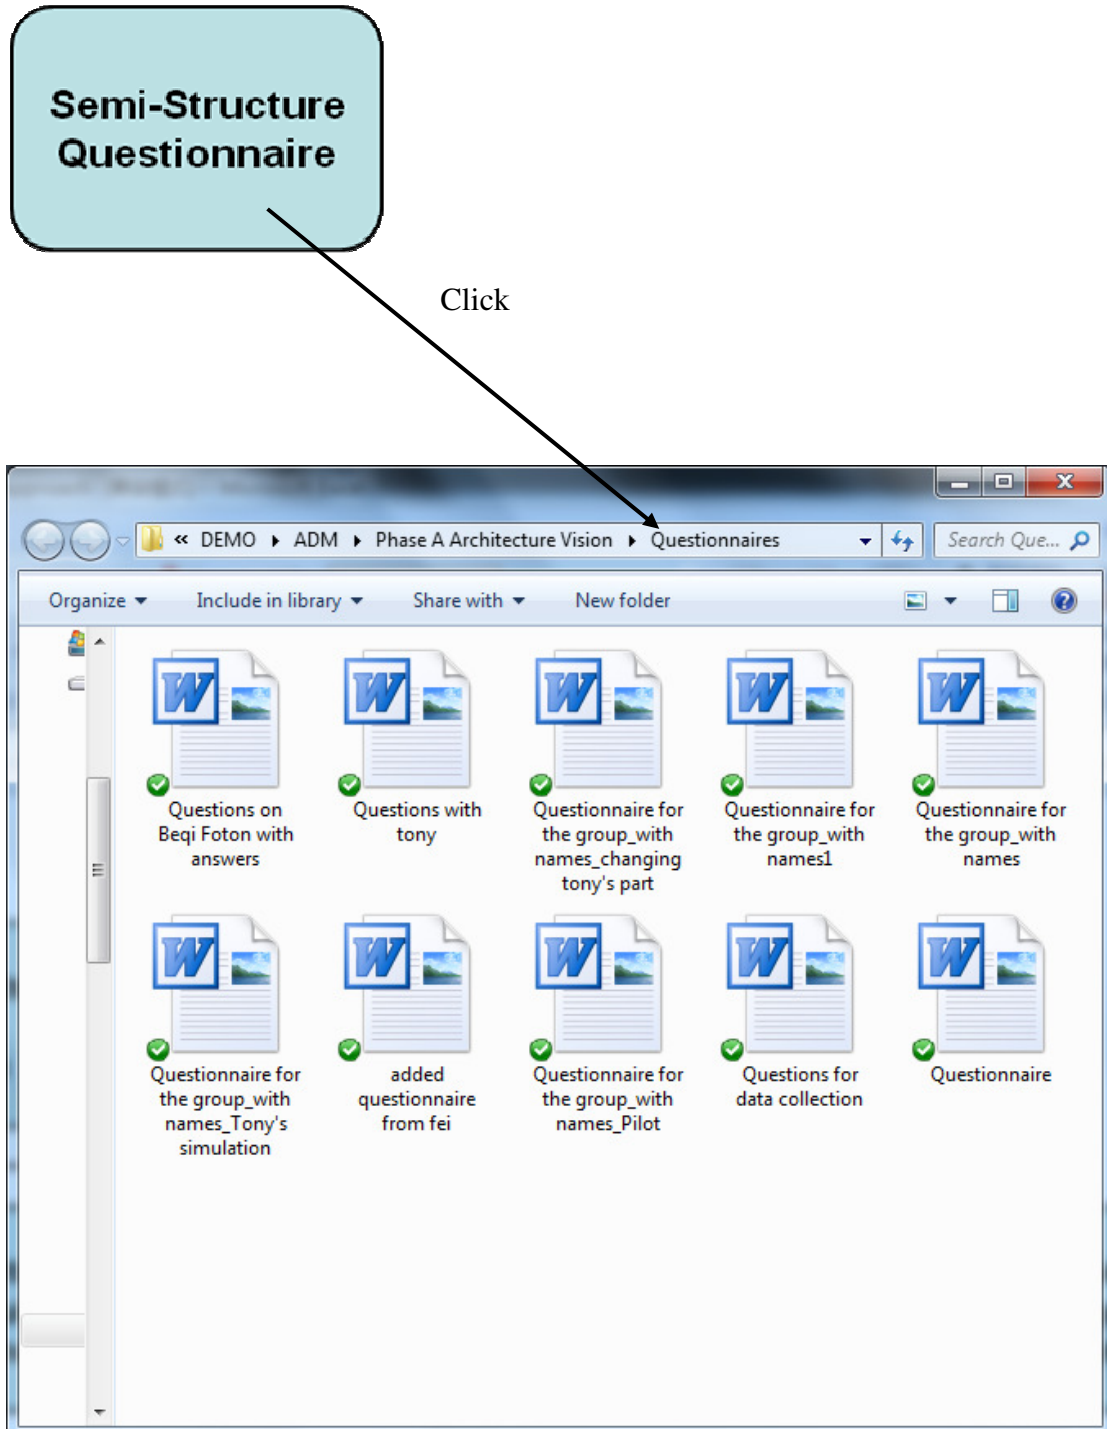 Semi-Structure
Questionnaire
Click
« DEMO ▸ ADM ▸ Phase A Architecture Vision ▸ Questionnaires
Search Que...
Organize Include in library Share with New folder
Questions on
Beqi Foton with
answers
Questions with
tony
Questionnaire for
the group_with
names_changing
tony's part
Questionnaire for
the group_with
names1
Questionnaire for
the group_with
names
Questionnaire for
the group_with
names_Tony's
simulation
added
questionnaire
from fei
Questionnaire for
the group_with
names_Pilot
Questions for
data collection
Questionnaire